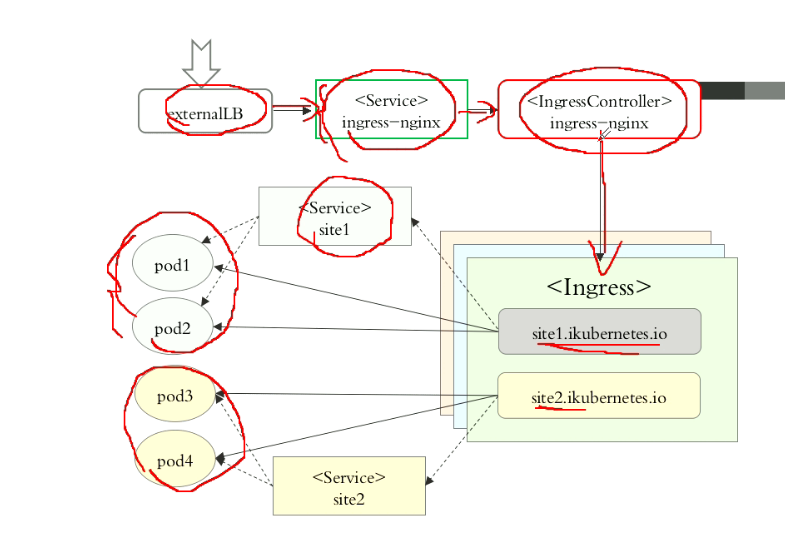 externalLB
<Service>
ingress-nginx
<IngressController>
ingress-nginx
<Service>
site1
pod1
pod2
<Ingress>
site1.ikubernetes.io
site2.ikubernetes.io
pod3
pod4
<Service>
site2